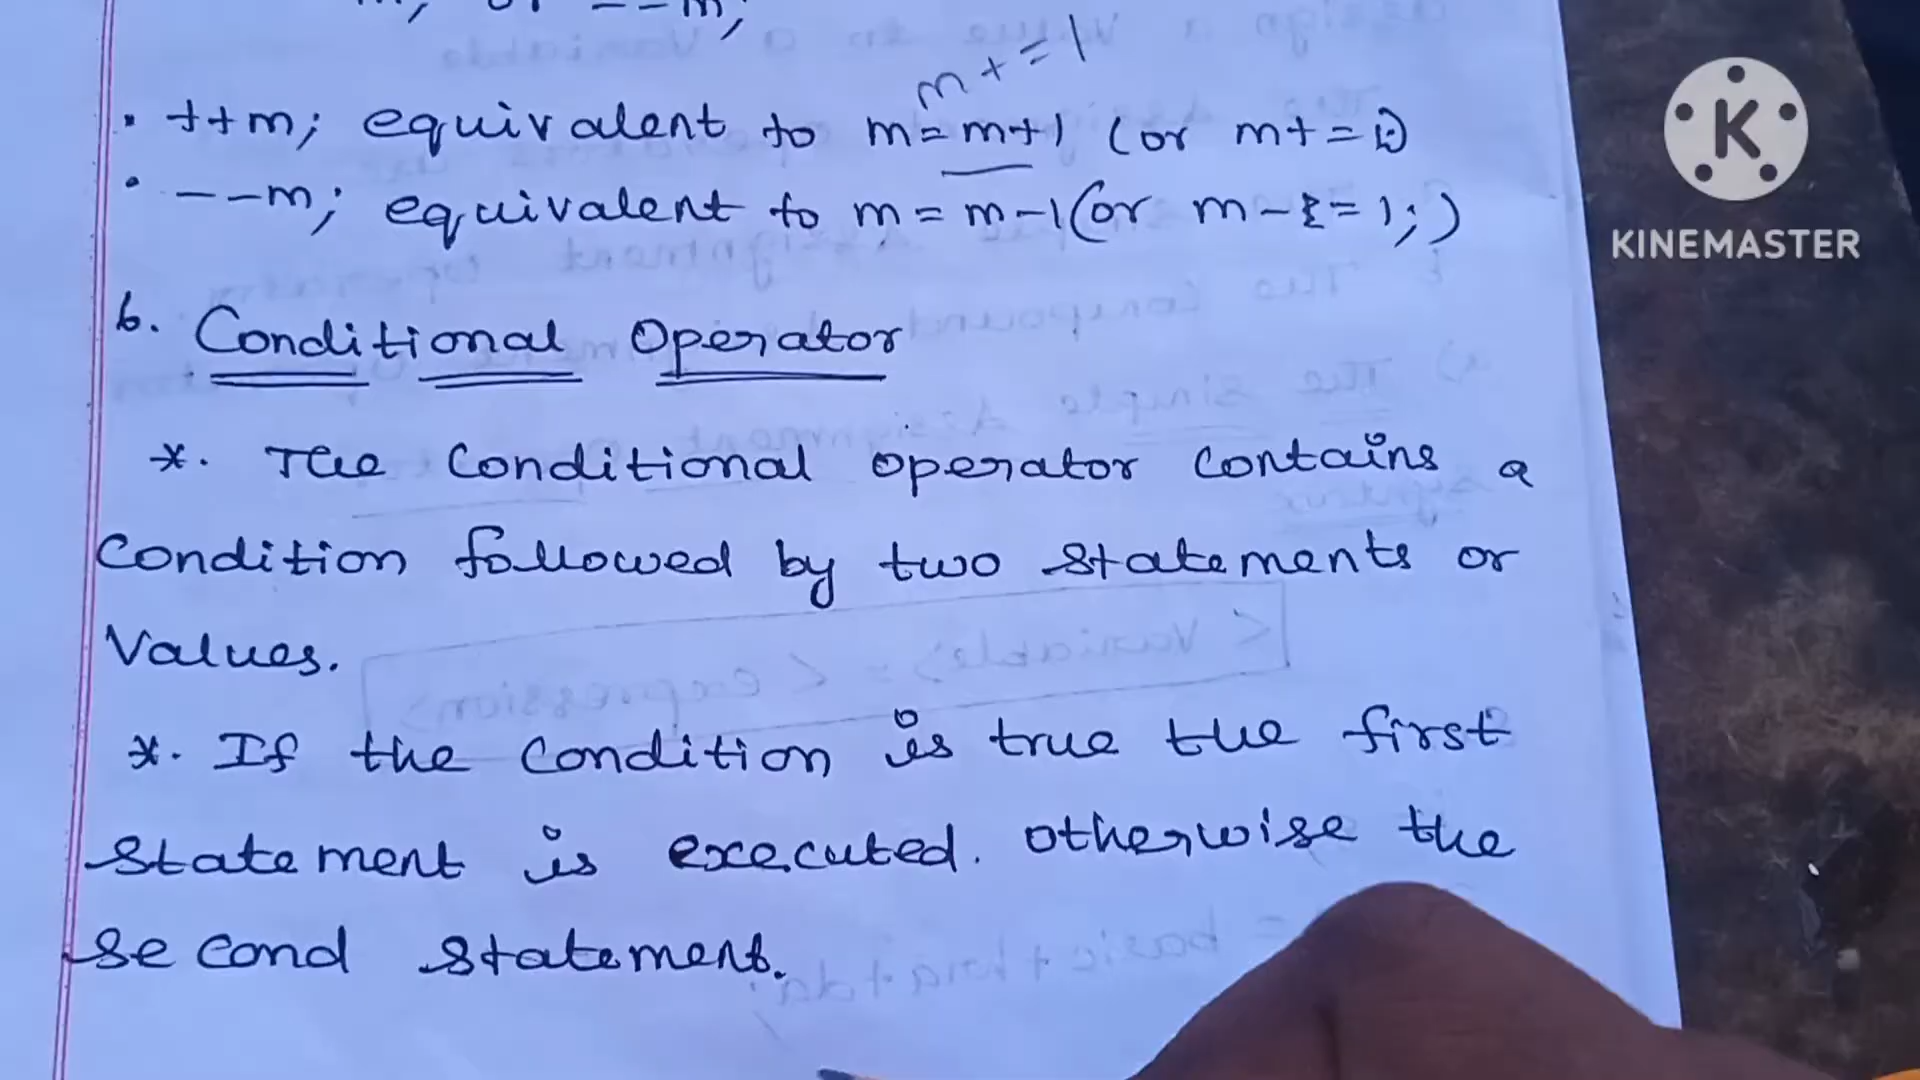 m; or --m;
m+=1
• ++m; equivalent to m=m+1 (or m+=1;)
• --m; equivalent to m=m-1(or m-=1;)
6. Conditional Operator
*. The Conditional operator contains a
Condition followed by two statements or
Values.
*. If the condition is true the first
statement is executed. otherwise the
second statement.
KINEMASTER